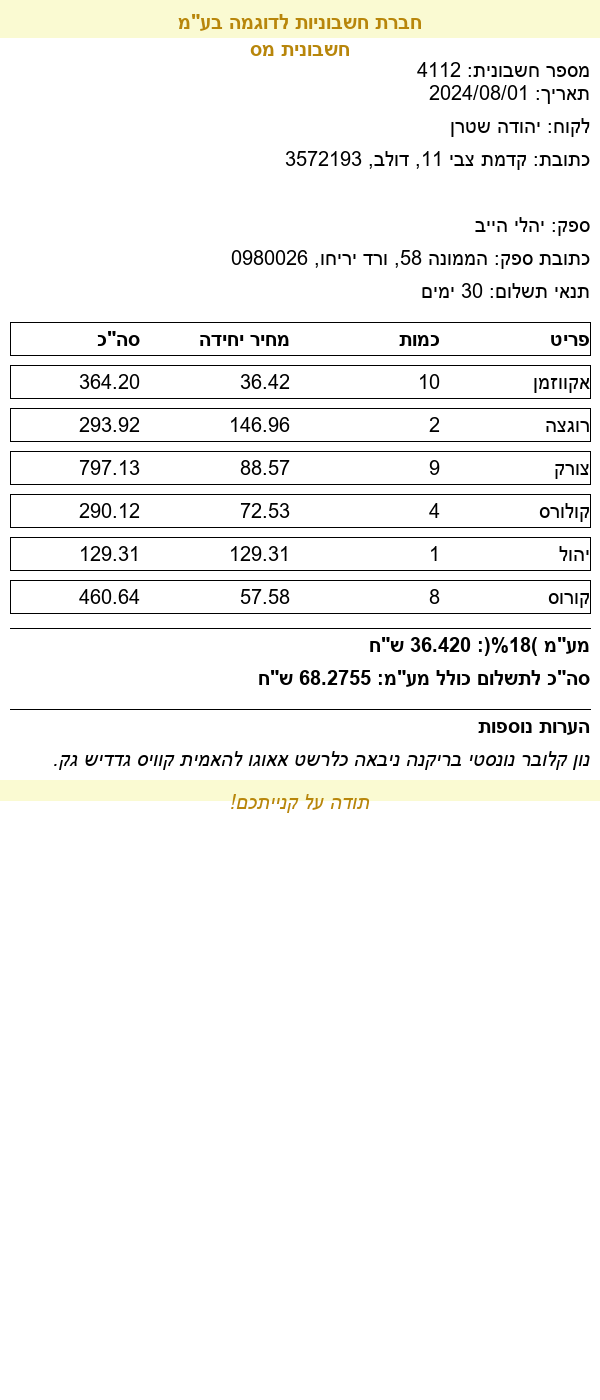 חברת חשבוניות לדוגמה בע"מ
חשבונית מס
מספר חשבונית: 4112
תאריך: 2024/08/01
לקוח: יהודה שטרן
כתובת: קדמת צבי 11, דולב, 3572193
ספק: יהלי הייב
כתובת ספק: הממונה 58, ורד יריחו, 0980026
תנאי תשלום: 30 ימים
פריט כמות מחיר יחידה סה"כ
אקווזמן 10 36.42 364.20
רוגצה 2 146.96 293.92
צורק 9 88.57 797.13
קולורס 4 72.53 290.12
יהול 1 129.31 129.31
קורוס 8 57.58 460.64
מע"מ )18%(: 36.420 ש"ח
סה"כ לתשלום כולל מע"מ: 68.2755 ש"ח
הערות נוספות
נון קלובר נונסטי בריקנה ניבאה כלרשט אאוגו להאמית קוויס גדדיש גק.
תודה על קנייתכם!